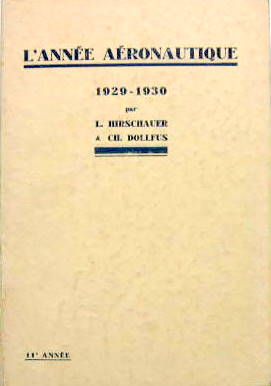 L'ANNÉE AÉRONAUTIQUE
1929-1930
par
L. HIRSCHAUER
& CH. DOLLFUS
11e ANNÉE